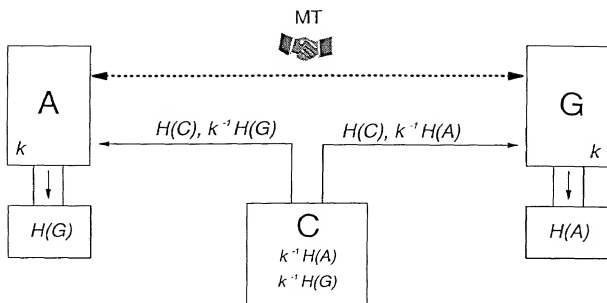 MT
A
k
H(G)
H(C), k⁻¹ H(G)
H(C), k⁻¹ H(A)
C
k⁻¹ H(A)
k⁻¹ H(G)
G
k
H(A)